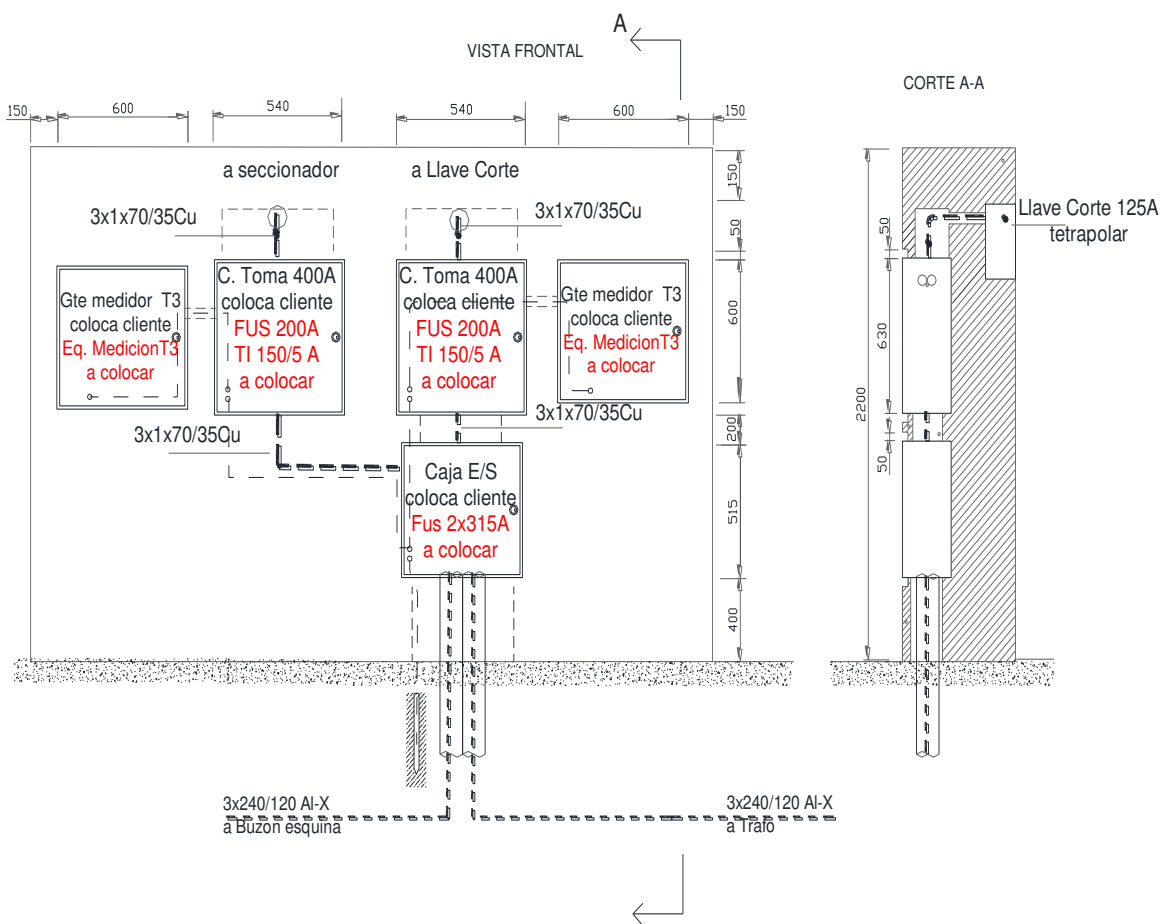 A
VISTA FRONTAL
CORTE A-A
150
600
540
540
600
150
a seccionador
a Llave Corte
3x1x70/35Cu
3x1x70/35Cu
150
50
600
200
515
400
Gte medidor T3
coloca cliente
Eq. MedicionT3
a colocar
C. Toma 400A
coloca cliente
FUS 200A
TI 150/5 A
a colocar
C. Toma 400A
coloca cliente
FUS 200A
TI 150/5 A
a colocar
Gte medidor T3
coloca cliente
Eq. MedicionT3
a colocar
3x1x70/35Cu
3x1x70/35Cu
Caja E/S
coloca cliente
Fus 2x315A
a colocar
3x240/120 Al-X
a Buzon esquina
3x240/120 Al-X
a Trafo
Llave Corte 125A
tetrapolar
50
630
2200
50